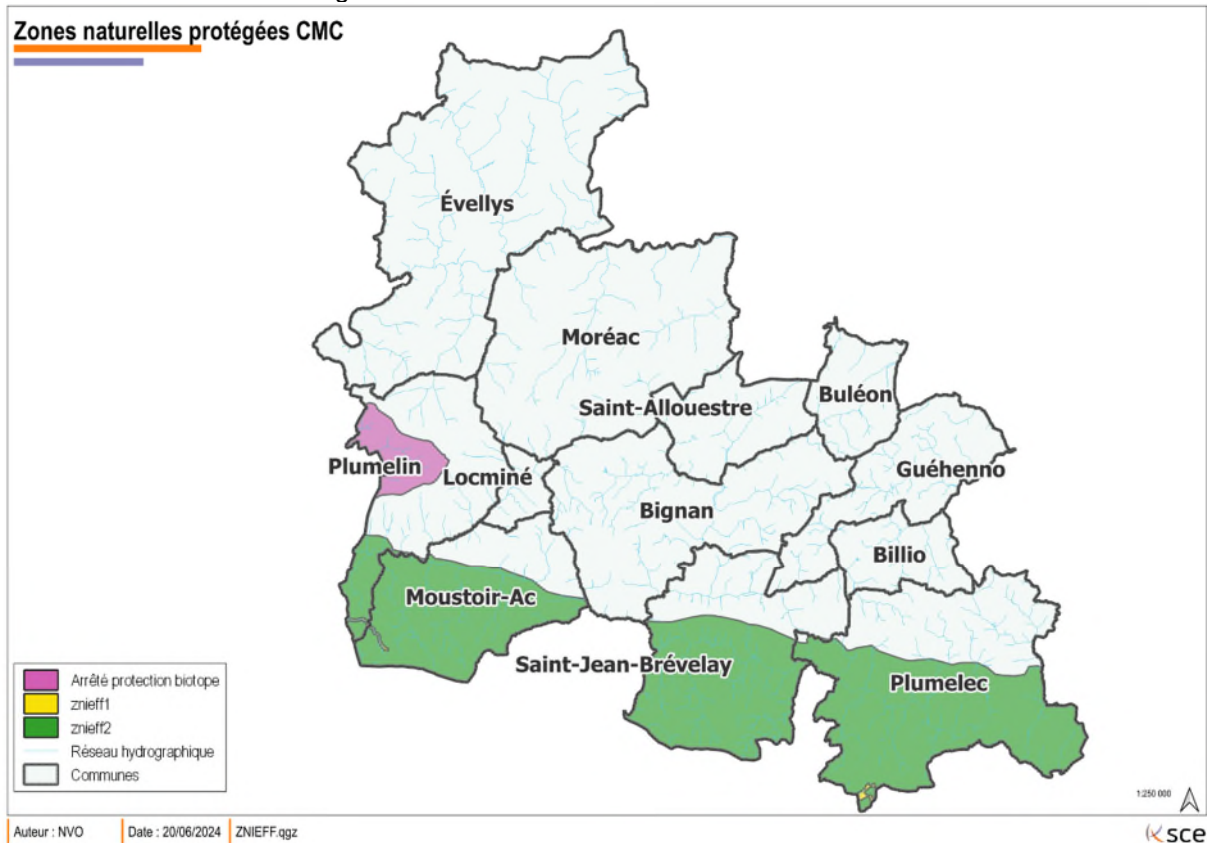 Zones naturelles protégées CMC
Évellys
Moréac
Buléon
Saint-Allouestre
Guéhenno
Plumelin
Locminé
Bignan
Billio
Moustoir-Ac
Saint-Jean-Brévelay
Plumelec
Arrêté protection biotope
znieff1
znieff2
Réseau hydrographique
Communes
1:250 000
Auteur : NVO
Date : 20/06/2024
ZNIEFF.qgz
sce